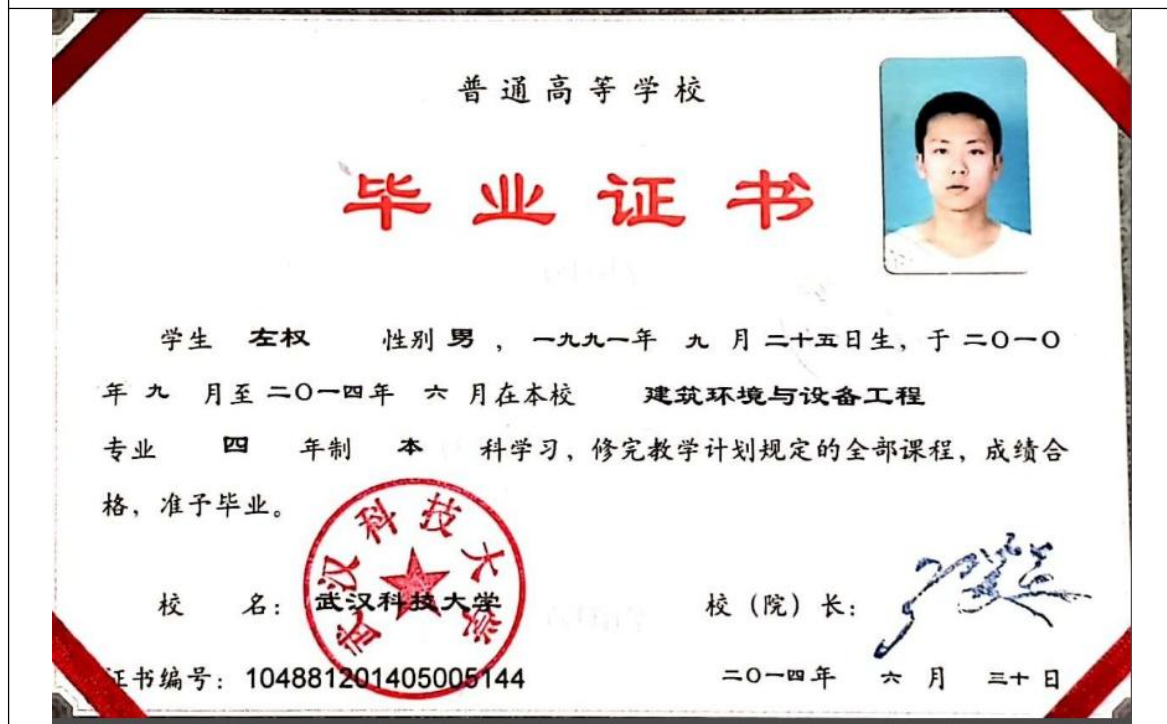 普通高等学校
毕业证书
学生 左权 性别 男 , 一九九一年 九 月 二十五日生, 于 二〇一〇
年 九 月至 二〇一四年 六 月在本校 建筑环境与设备工程
专业 四 年制 本 科学习, 修完教学计划规定的全部课程, 成绩合
格, 准予毕业。
武汉科技大学
校 名: 武汉科技大学 校 (院) 长:
证书编号: 104881201405005144 二〇一四年 六 月 三十日